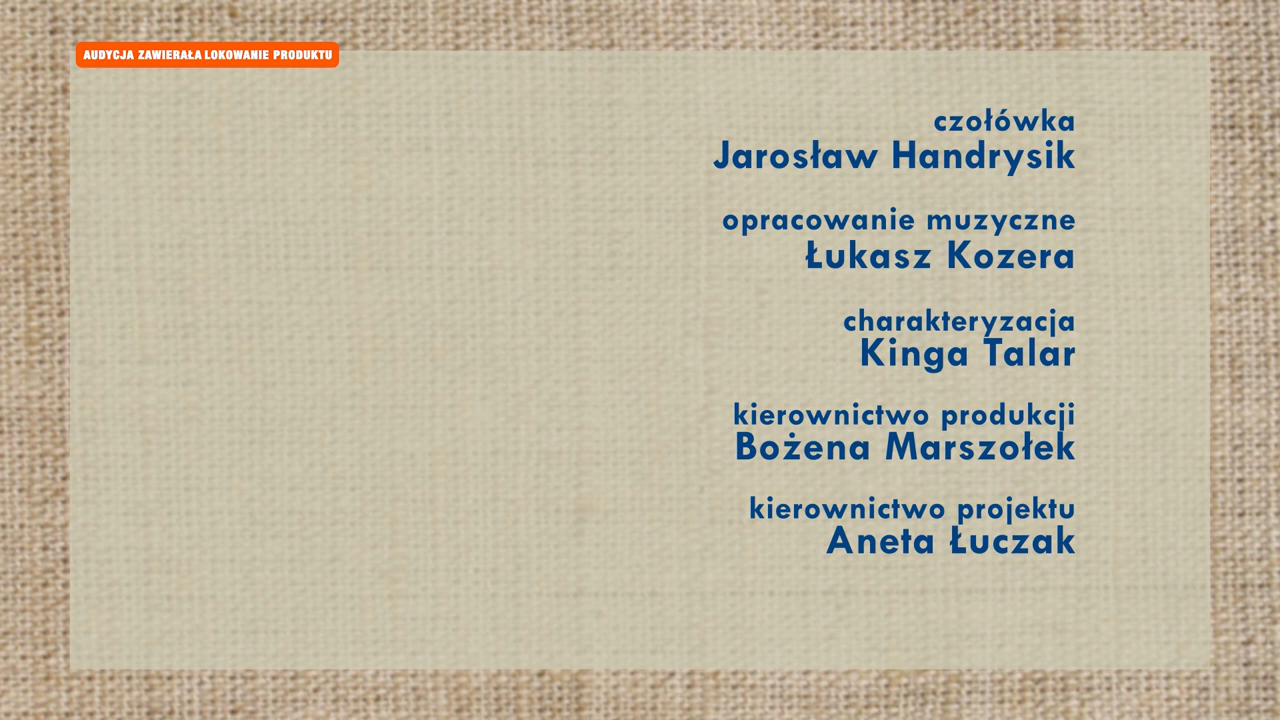 AUDYCJA ZAWIERAŁA LOKOWANIE PRODUKTU
czołówka
Jarosław Handrysik
opracowanie muzyczne
Łukasz Kozera
charakteryzacja
Kinga Talar
kierownictwo produkcji
Bożena Marszołek
kierownictwo projektu
Aneta Łuczak